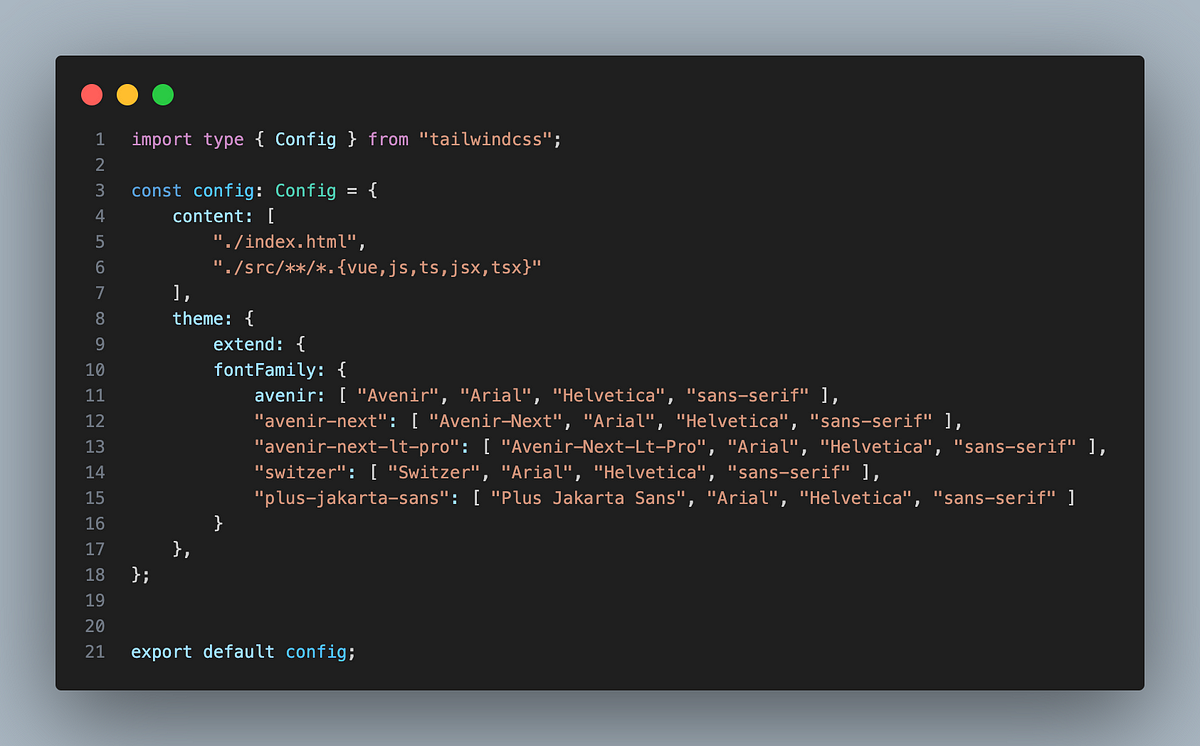 1 import type { Config } from "tailwindcss";
2
3 const config: Config = {
4     content: [
5         "./index.html",
6         "./src/**/*.{vue,js,ts,jsx,tsx}"
7     ],
8     theme: {
9         extend: {
10         fontFamily: {
11             avenir: [ "Avenir", "Arial", "Helvetica", "sans-serif" ],
12             "avenir-next": [ "Avenir-Next", "Arial", "Helvetica", "sans-serif" ],
13             "avenir-next-lt-pro": [ "Avenir-Next-Lt-Pro", "Arial", "Helvetica", "sans-serif" ],
14             "switzer": [ "Switzer", "Arial", "Helvetica", "sans-serif" ],
15             "plus-jakarta-sans": [ "Plus Jakarta Sans", "Arial", "Helvetica", "sans-serif" ]
16         }
17     },
18 };
19
20
21 export default config;